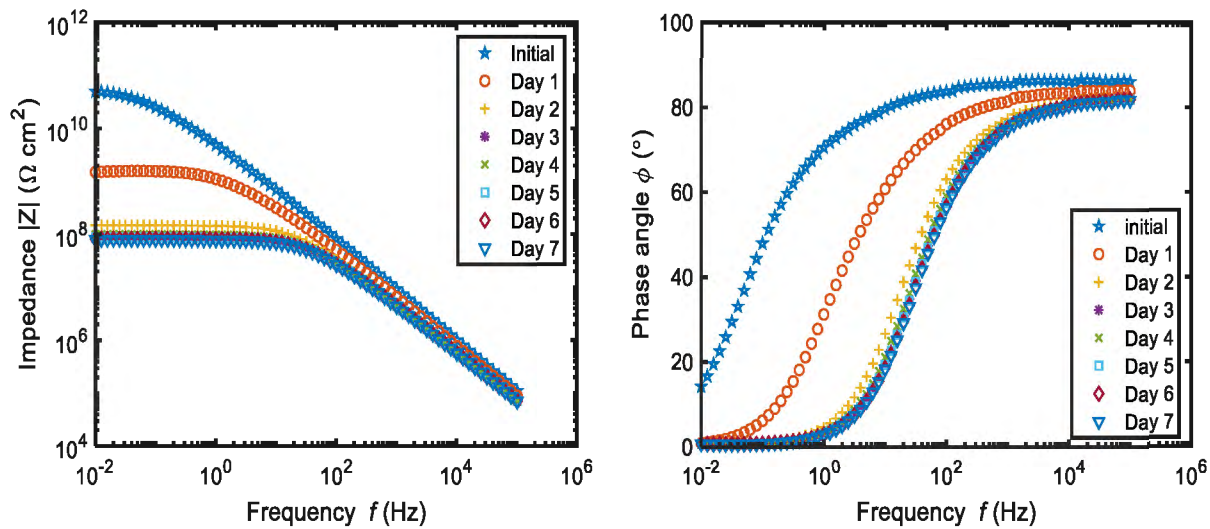 10^12
10^10
10^8
10^6
10^4
Impedance |Z| (Ω cm²)
Initial
Day 1
Day 2
Day 3
Day 4
Day 5
Day 6
Day 7
10^-2
10^0
10^2
10^4
10^6
Frequency f (Hz)
100
80
60
40
20
0
Phase angle ϕ (°)
initial
Day 1
Day 2
Day 3
Day 4
Day 5
Day 6
Day 7
10^-2
10^0
10^2
10^4
10^6
Frequency f (Hz)